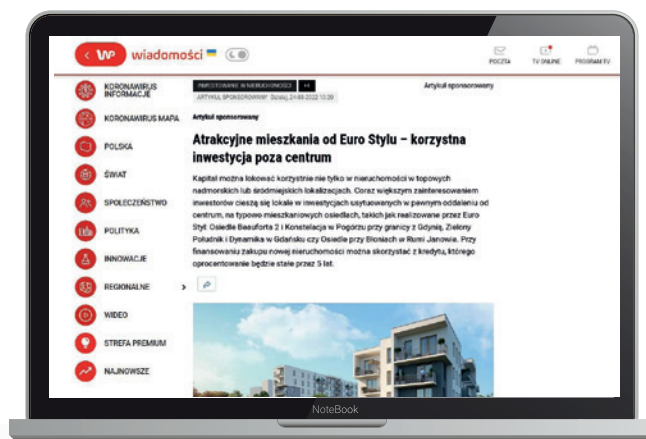 WP wiadomości
POCZTA
TV ONLINE
PROGRAM TV
KORONAWIRUS
INFORMACJE
KORONAWIRUS MAPA
POLSKA
ŚWIAT
SPOŁECZEŃSTWO
POLITYKA
INNOWACJE
REGIONALNE
WIDEO
STREFA PREMIUM
NAJNOWSZE
INWESTOWANIE W NIERUCHOMOŚCI +1
Artykuł sponsorowany
ARTYKUŁ SPONSOROWANY
Artykuł sponsorowany
Atrakcyjne mieszkania od Euro Stylu – korzystna
inwestycja poza centrum
Kapitał można lokować korzystnie nie tylko w nieruchomości w topowych
nadmorskich lub śródmiejskich lokalizacjach. Coraz większym zainteresowaniem
inwestorów cieszą się lokale w inwestycjach usytuowanych w pewnym oddaleniu od
centrum, na typowo mieszkaniowych osiedlach, takich jak realizowane przez Euro
Styl: Osiedle Beauforta 2 i Konstelacja w Pogórzu przy granicy z Gdynią, Zielony
Południk i Dynamika w Gdańsku czy Osiedle przy Błoniach w Rumi Janowie. Przy
finansowaniu zakupu nowej nieruchomości można skorzystać z kredytu, którego
oprocentowanie będzie stałe przez 5 lat.
NoteBook